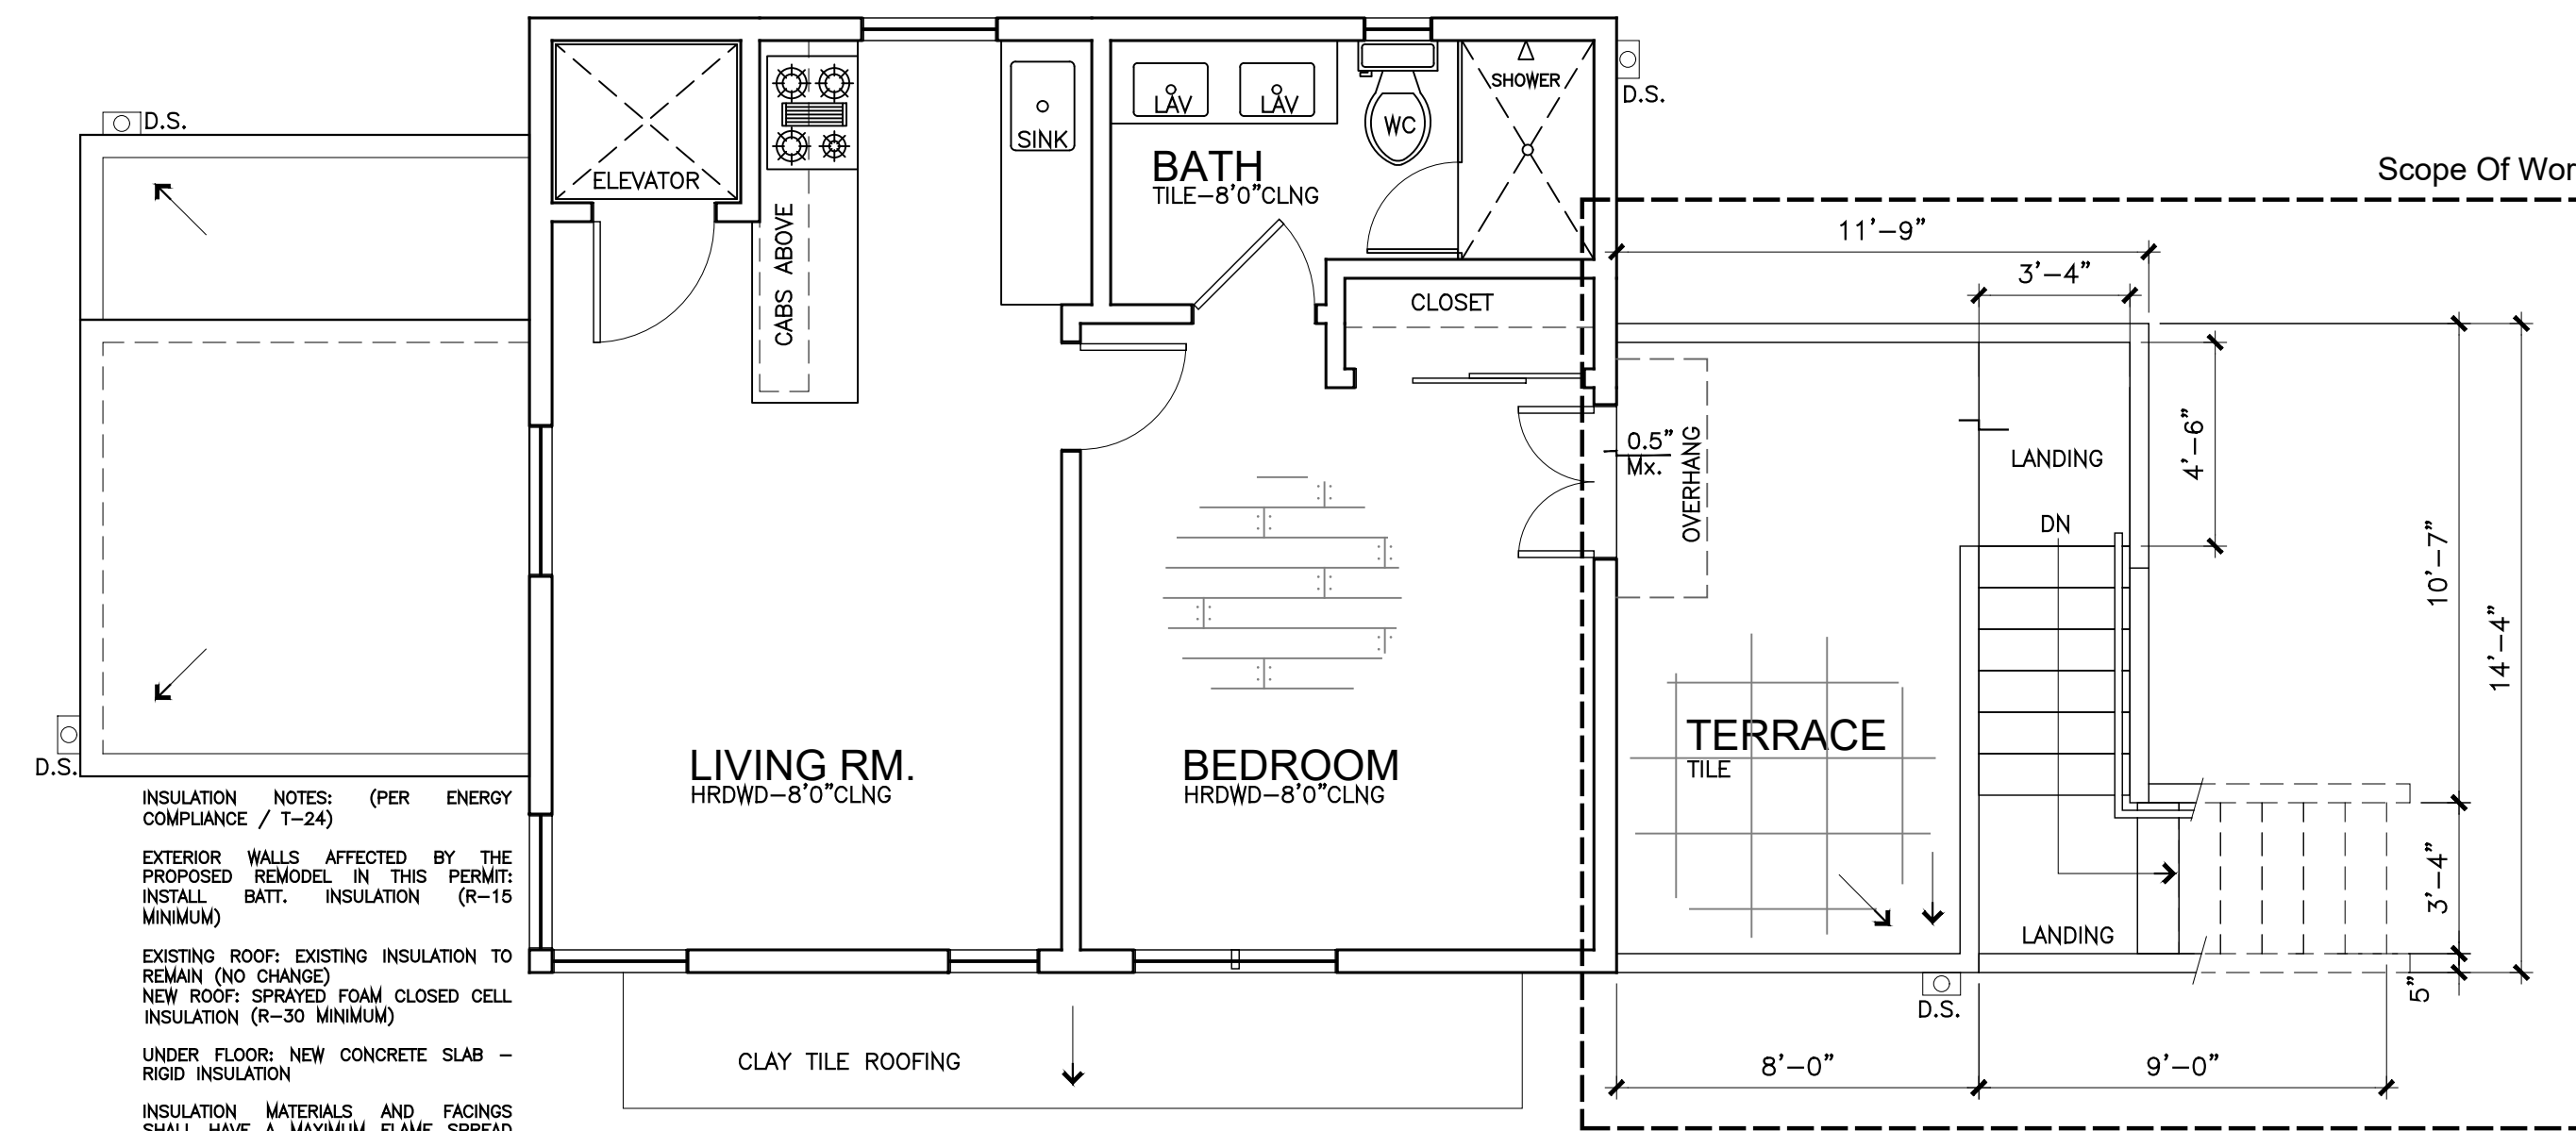 Scope Of Wor
D.S.
D.S.
ELEVATOR
CABS ABOVE
SINK
LAV
LAV
WC
SHOWER
BATH
TILE-8'0"CLNG
CLOSET
11'-9"
3'-4"
4'-6"
10'-7"
14'-4"
0.5"
Mx.
OVERHANG
LANDING
DN
LIVING RM.
HRDWD-8'0"CLNG
BEDROOM
HRDWD-8'0"CLNG
TERRACE
TILE
LANDING
3'-4"
5"
D.S.
D.S.
8'-0"
9'-0"
CLAY TILE ROOFING
INSULATION NOTES: (PER ENERGY
COMPLIANCE / T-24)
EXTERIOR WALLS AFFECTED BY THE
PROPOSED REMODEL IN THIS PERMIT:
INSTALL BATT. INSULATION (R-15
MINIMUM)
EXISTING ROOF: EXISTING INSULATION TO
REMAIN (NO CHANGE)
NEW ROOF: SPRAYED FOAM CLOSED CELL
INSULATION (R-30 MINIMUM)
UNDER FLOOR: NEW CONCRETE SLAB -
RIGID INSULATION
INSULATION MATERIALS AND FACINGS
SHALL HAVE A MAXIMUM FLAME SPREAD